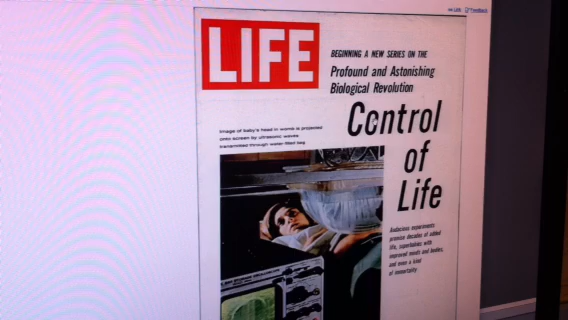 Link Feedback
LIFE
BEGINNING A NEW SERIES ON THE
Profound and Astonishing
Biological Revolution
Control
of
Life
Image of baby's head in womb is projected
onto screen by ultrasonic waves
transmitted through water-filled bag
Audacious experiments
promise decades of added
life, superbabies with
improved minds and bodies,
and even a kind
of immortality